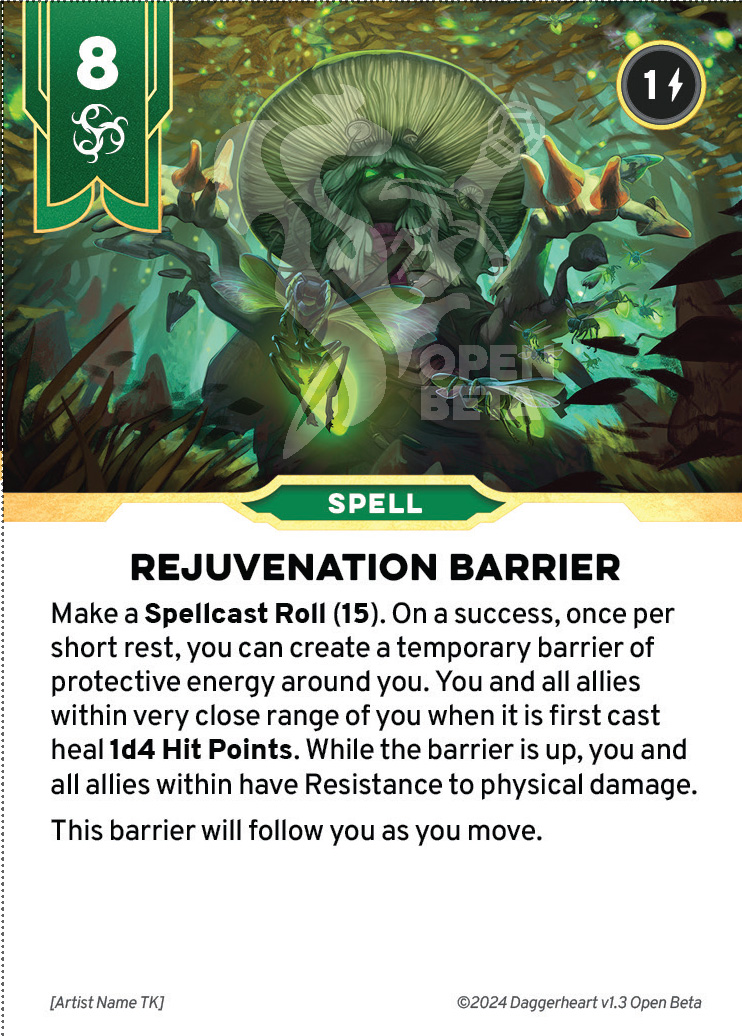 8
1
OPEN
BETA
SPELL
REJUVENATION BARRIER
Make a Spellcast Roll (15). On a success, once per
short rest, you can create a temporary barrier of
protective energy around you. You and all allies
within very close range of you when it is first cast
heal 1d4 Hit Points. While the barrier is up, you and
all allies within have Resistance to physical damage.
This barrier will follow you as you move.
[Artist Name TK]
©2024 Daggerheart v1.3 Open Beta